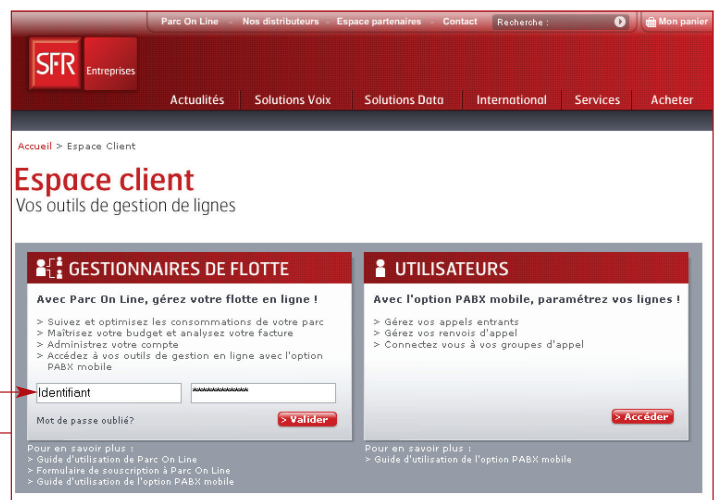 Parc On Line - Nos distributeurs - Espace partenaires - Contact Recherche : Mon panier
SFR Entreprises
Actualités Solutions Voix Solutions Data International Services Acheter
Accueil > Espace Client
Espace client
Vos outils de gestion de lignes
GESTIONNAIRES DE FLOTTE
Avec Parc On Line, gérez votre flotte en ligne !
> Suivez et optimisez les consommations de votre parc
> Maîtrisez votre budget et analysez votre facture
> Administrez votre compte
> Accédez à vos outils de gestion en ligne avec l'option
PABX mobile
Identifiant ************
Mot de passe oublié? > Valider
Pour en savoir plus :
> Guide d'utilisation de Parc On Line
> Formulaire de souscription à Parc On Line
> Guide d'utilisation de l'option PABX mobile
UTILISATEURS
Avec l'option PABX mobile, paramétrez vos lignes !
> Gérez vos appels entrants
> Gérez vos renvois d'appel
> Connectez vous à vos groupes d'appel
> Accéder
Pour en savoir plus :
> Guide d'utilisation de l'option PABX mobile